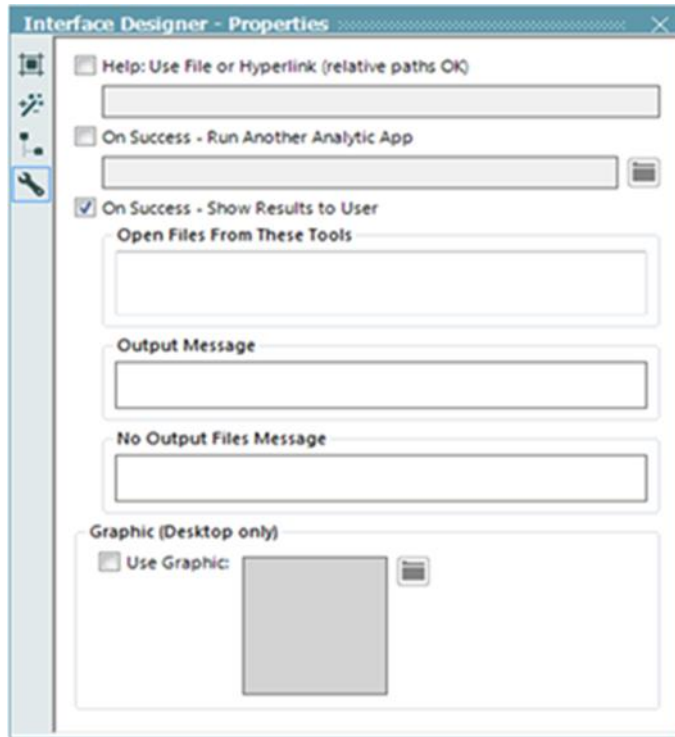 Interface Designer - Properties
Help: Use File or Hyperlink (relative paths OK)
On Success - Run Another Analytic App
On Success - Show Results to User
Open Files From These Tools
Output Message
No Output Files Message
Graphic (Desktop only)
Use Graphic: